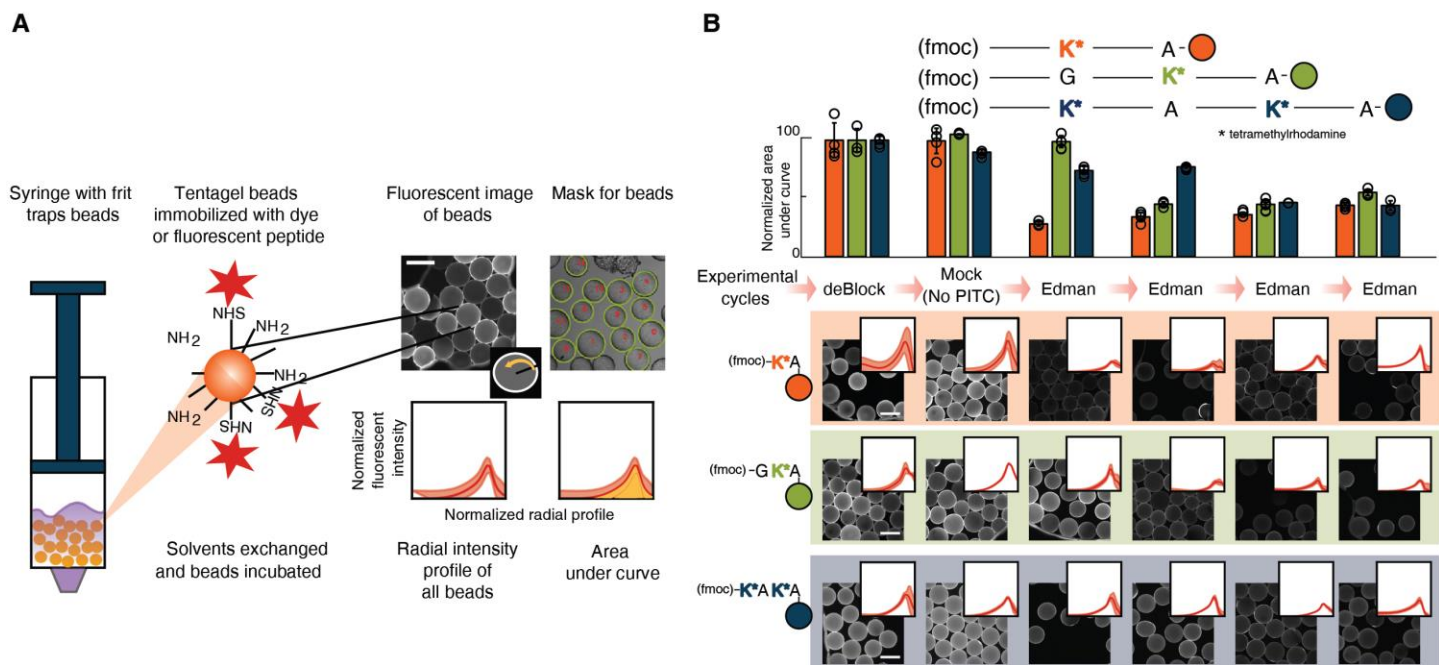 A
Syringe with frit
traps beads
Tentagel beads
immobilized with dye
or fluorescent peptide
Fluorescent image
of beads
Mask for beads
NHS
NH2
NH2
NH2
SHN
NH2
SHN
Normalized
fluorescent
intensity
Normalized radial profile
Solvents exchanged
and beads incubated
Radial intensity
profile of
all beads
Area
under curve
B
(fmoc) K* A
(fmoc) G K* A
(fmoc) K* A K* A
* tetramethylrhodamine
Normalized area
under curve
100
0
Experimental
cycles
deBlock
Mock
(No PITC)
Edman
Edman
Edman
Edman
(fmoc)-K*A
(fmoc) -G K*A
(fmoc)-K*A K*A